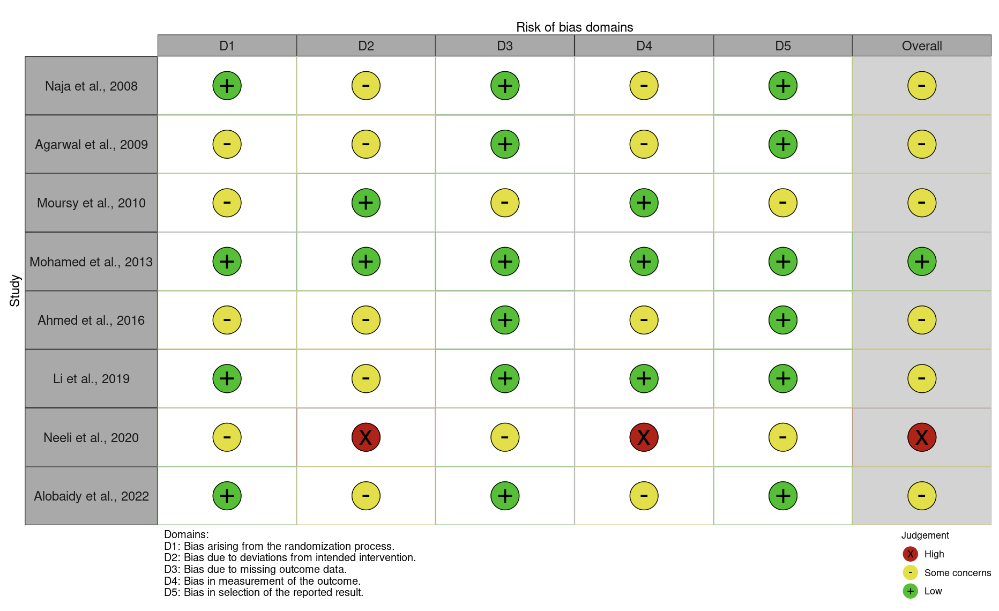 Risk of bias domains
D1 D2 D3 D4 D5 Overall
Study
Naja et al., 2008 + - + - + -
Agarwal et al., 2009 - - + - + -
Moursy et al., 2010 - + - + - -
Mohamed et al., 2013 + + + + + +
Ahmed et al., 2016 - - + - + -
Li et al., 2019 + - + + + -
Neeli et al., 2020 - X - X - X
Alobaidy et al., 2022 + - + - + -
Domains:
D1: Bias arising from the randomization process.
D2: Bias due to deviations from intended intervention.
D3: Bias due to missing outcome data.
D4: Bias in measurement of the outcome.
D5: Bias in selection of the reported result.
Judgement
X High
- Some concerns
+ Low